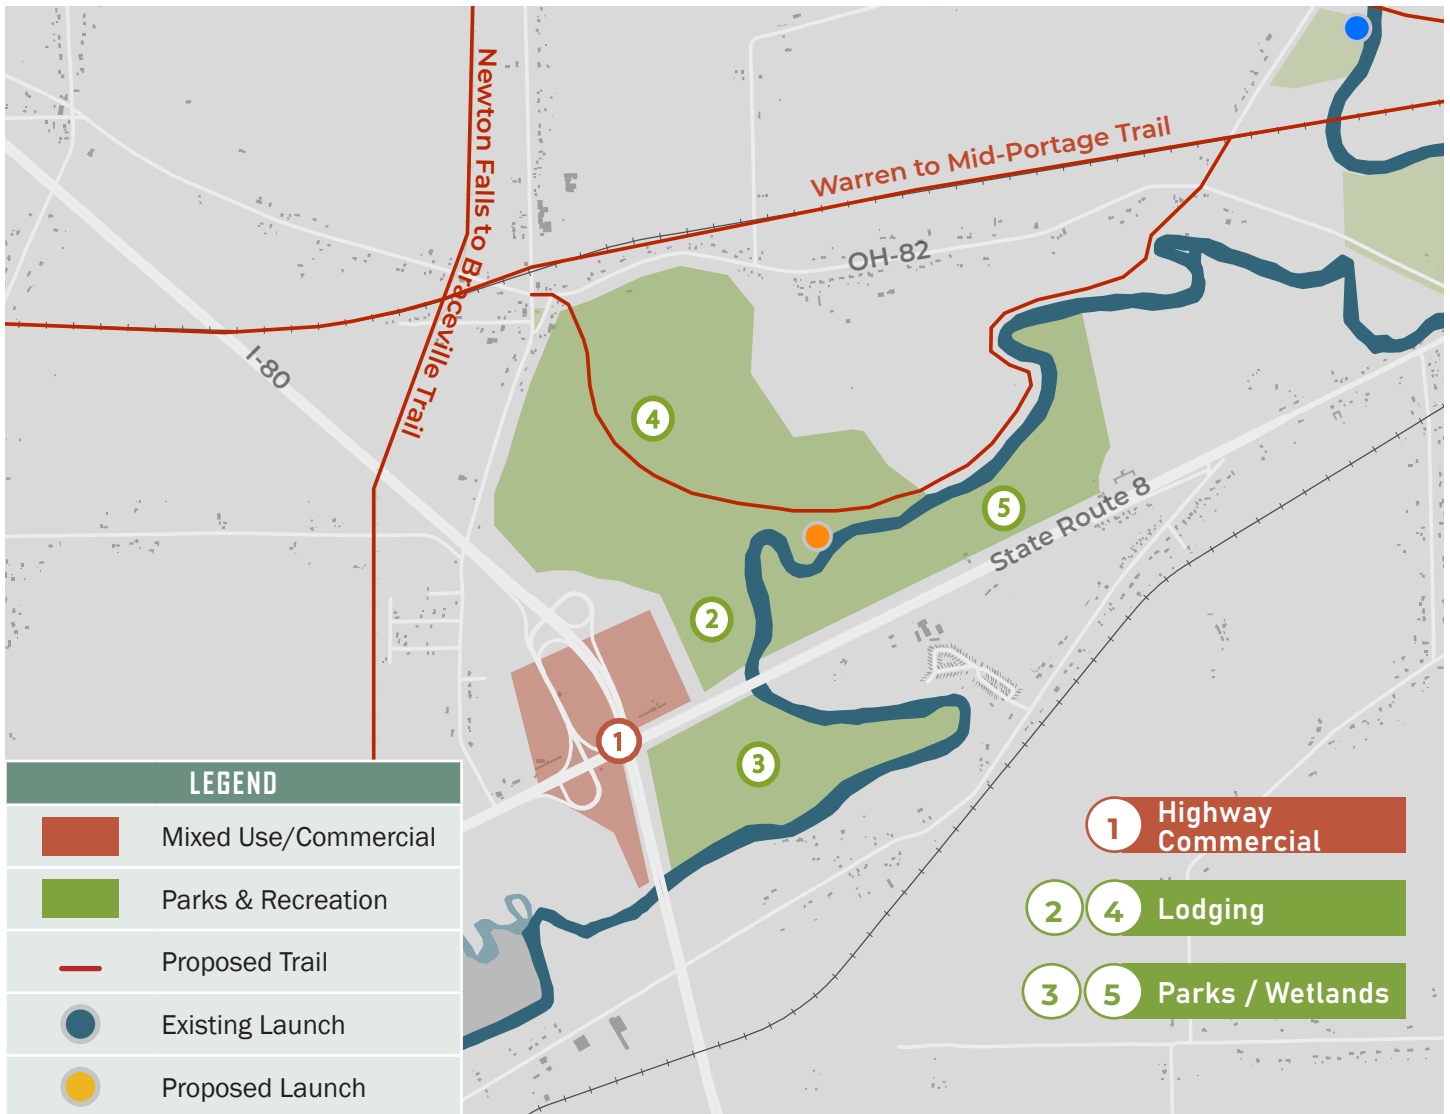 Newton Falls to Braceville Trail
Warren to Mid-Portage Trail
OH-82
I-80
4
5
State Route 8
2
1
3
LEGEND
Mixed Use/Commercial
Parks & Recreation
Proposed Trail
Existing Launch
Proposed Launch
1 Highway
Commercial
2 4 Lodging
3 5 Parks / Wetlands